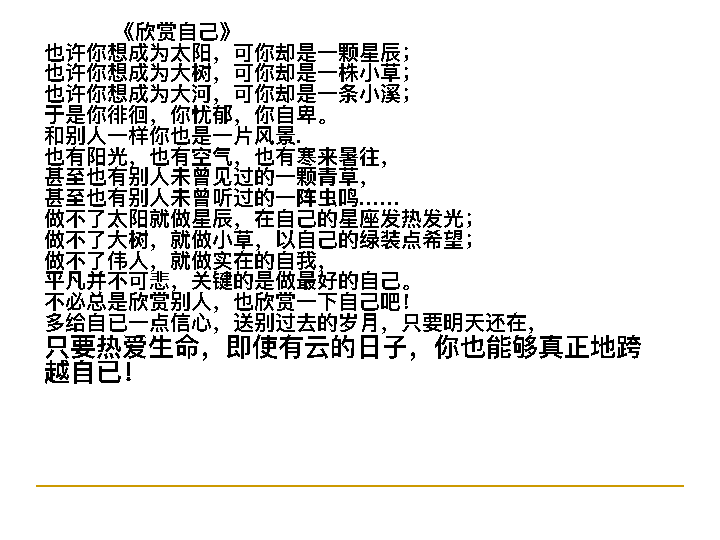 《欣赏自己》
也许你想成为太阳，可你却是一颗星辰；
也许你想成为大树，可你却是一株小草；
也许你想成为大河，可你却是一条小溪；
于是你徘徊，你忧郁，你自卑。
和别人一样你也是一片风景.
也有阳光，也有空气，也有寒来暑往，
甚至也有别人未曾见过的一颗青草，
甚至也有别人未曾听过的一阵虫鸣……
做不了太阳就做星辰，在自己的星座发热发光；
做不了大树，就做小草，以自己的绿装点希望；
做不了伟人，就做实在的自我，
平凡并不可悲，关键的是做最好的自己。
不必总是欣赏别人，也欣赏一下自己吧！
多给自已一点信心，送别过去的岁月，只要明天还在，
只要热爱生命，即使有云的日子，你也能够真正地跨
越自已！